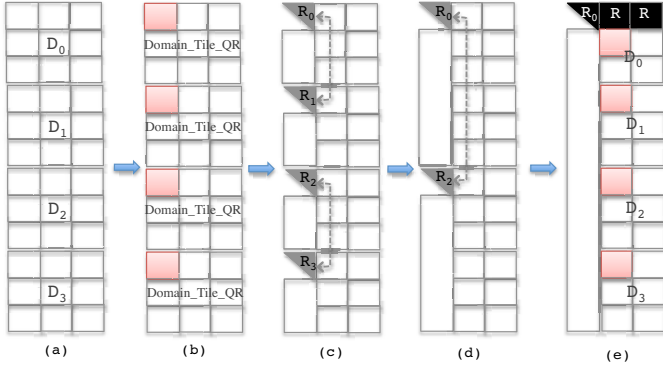 D0
D1
D2
D3
(a)
Domain_Tile_QR
Domain_Tile_QR
Domain_Tile_QR
Domain_Tile_QR
(b)
R0
R1
R2
R3
(c)
R0
R2
(d)
R0 R R
D0
D1
D2
D3
(e)